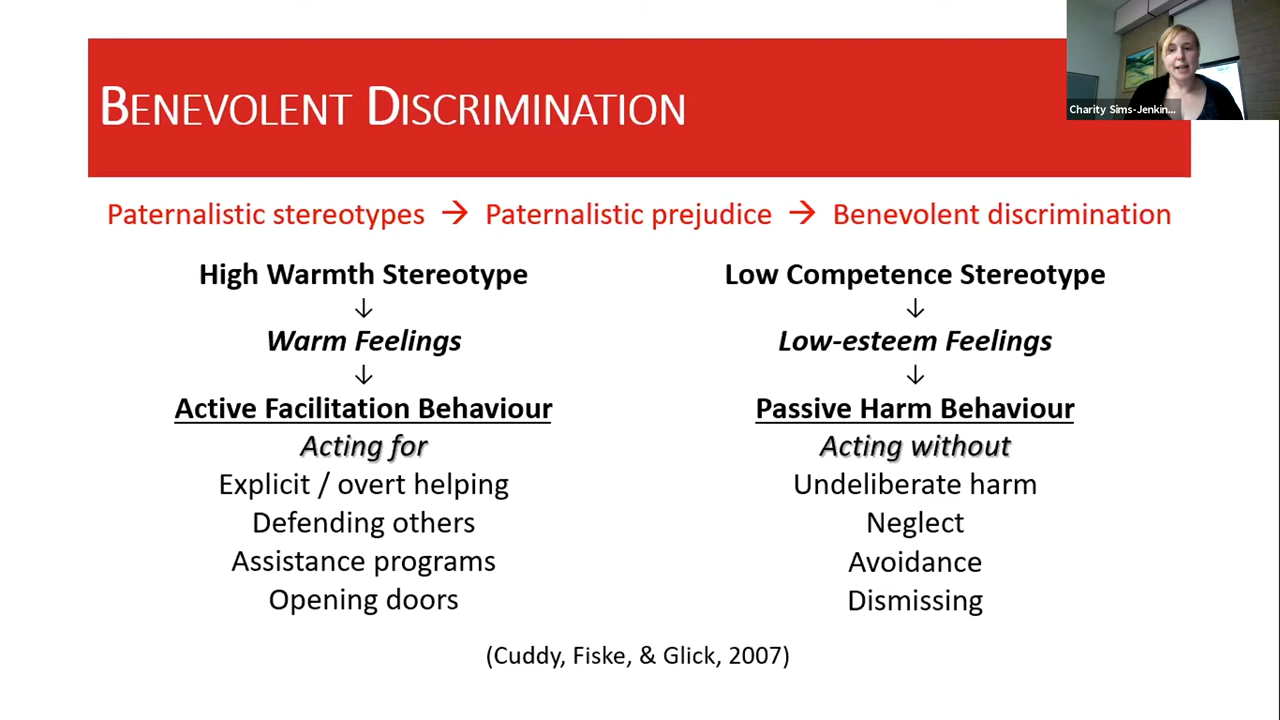 BENEVOLENT DISCRIMINATION
Charity Sims-Jenkin...
Paternalistic stereotypes → Paternalistic prejudice → Benevolent discrimination
High Warmth Stereotype
↓
Warm Feelings
↓
Active Facilitation Behaviour
Acting for
Explicit / overt helping
Defending others
Assistance programs
Opening doors
Low Competence Stereotype
↓
Low-esteem Feelings
↓
Passive Harm Behaviour
Acting without
Undeliberate harm
Neglect
Avoidance
Dismissing
(Cuddy, Fiske, & Glick, 2007)